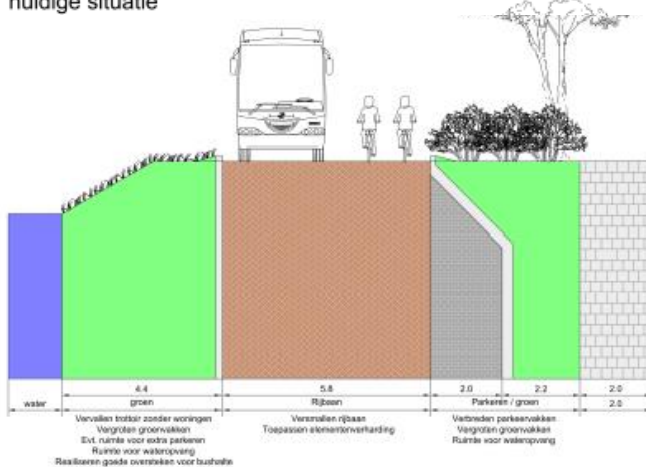 huidige situatie
4.4 5.8 2.0 2.2 2.0
water groen Rijbaan Parkeren / groen 2.0
Vervallen trottoir zonder woningen
Vergroten groenvakken
Evt. ruimte voor extra parkeren
Ruimte voor wateropvang
Realiseren goede oversteken voor bushalte
Versmallen rijbaan
Toepassen elementenverharding
Verbreden parkeervakken
Vergroten groenvakken
Ruimte voor wateropvang